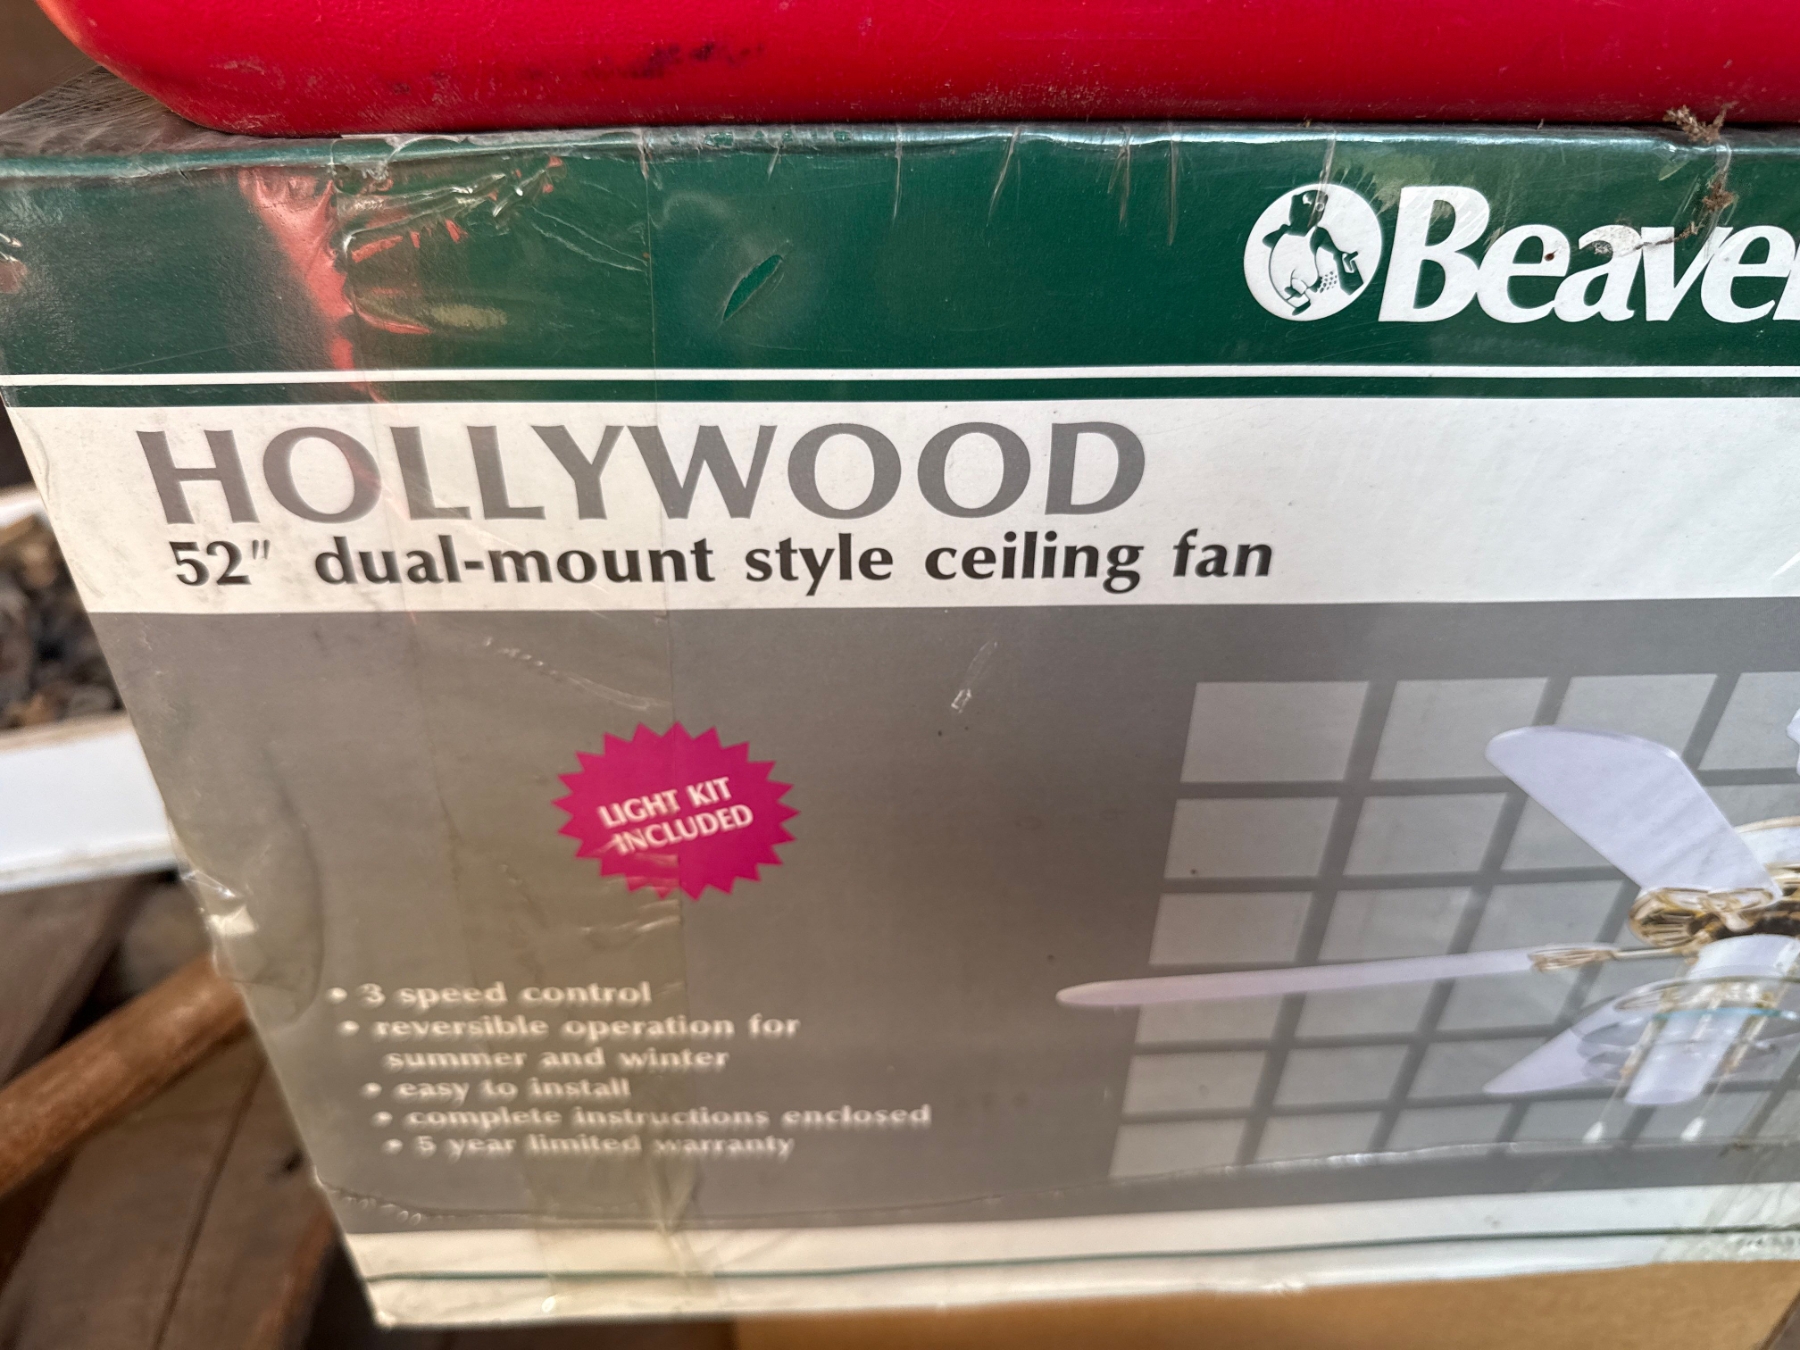 Beaver
HOLLYWOOD
52" dual-mount style ceiling fan
LIGHT KIT
INCLUDED
• 3 speed control
• reversible operation for
summer and winter
• easy to install
• complete instructions enclosed
• 5 year limited warranty